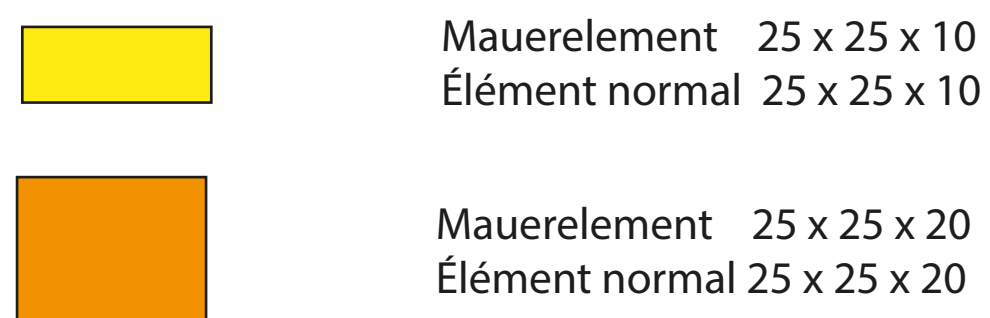 Mauerelement 25 x 25 x 10
Élément normal 25 x 25 x 10
Mauerelement 25 x 25 x 20
Élément normal 25 x 25 x 20